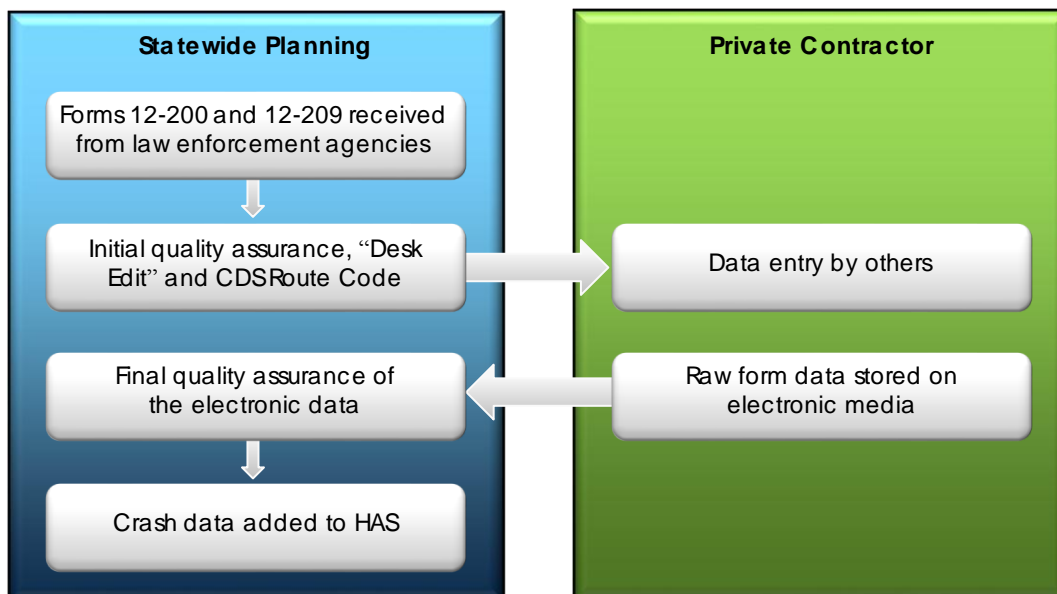 Statewide Planning
Forms 12-200 and 12-209 received
from law enforcement agencies
Initial quality assurance, “Desk
Edit” and CDSRoute Code
Final quality assurance of
the electronic data
Crash data added to HAS
Private Contractor
Data entry by others
Raw form data stored on
electronic media